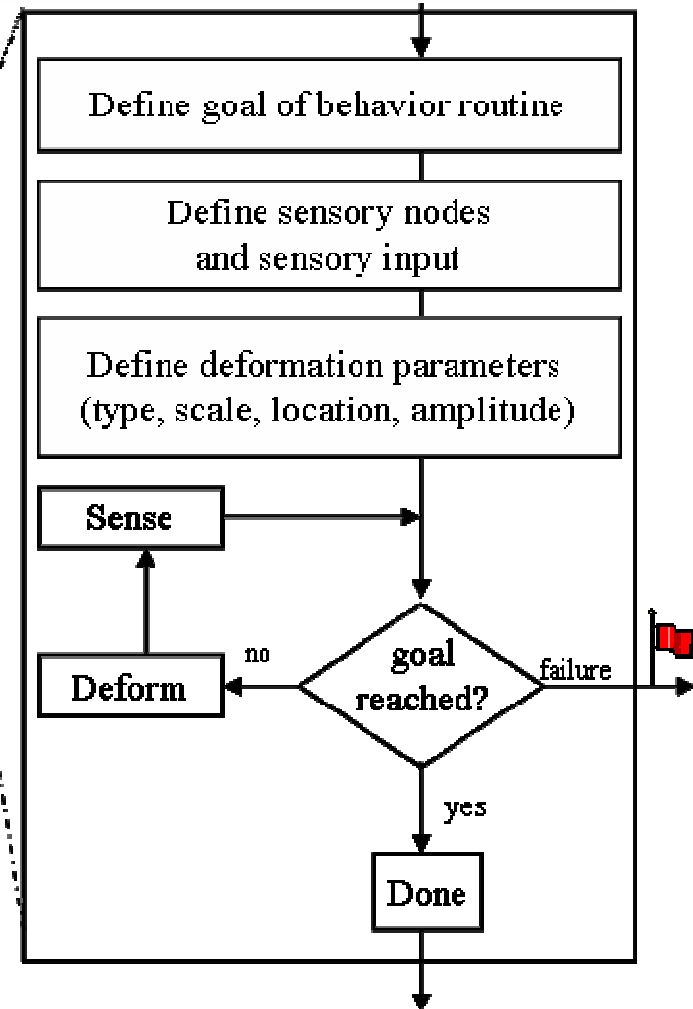 Define goal of behavior routine
Define sensory nodes
and sensory input
Define deformation parameters
(type, scale, location, amplitude)
Sense
no
goal
reached?
failure
Deform
yes
Done